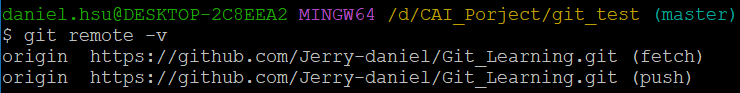 daniel.hsu@DESKTOP-2C8EEA2 MINGW64 /d/CAI_Porject/git_test (master)
$ git remote -v
origin  https://github.com/Jerry-daniel/Git_Learning.git (fetch)
origin  https://github.com/Jerry-daniel/Git_Learning.git (push)